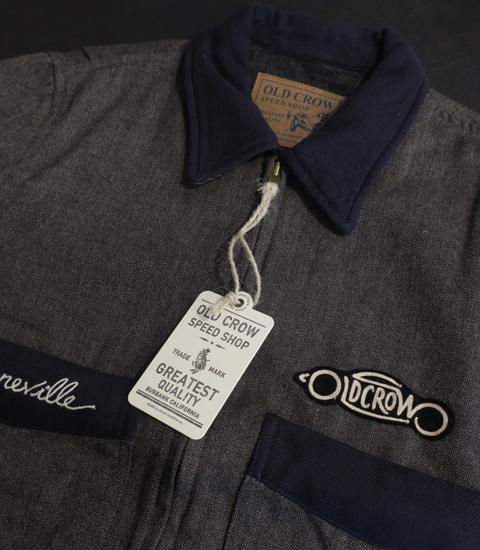 OLD CROW
SPEED SHOP
OLD CROW
SPEED SHOP
TRADE MARK
GREATEST
QUALITY
BURBANK CALIFORNIA
neville
OLDCROW